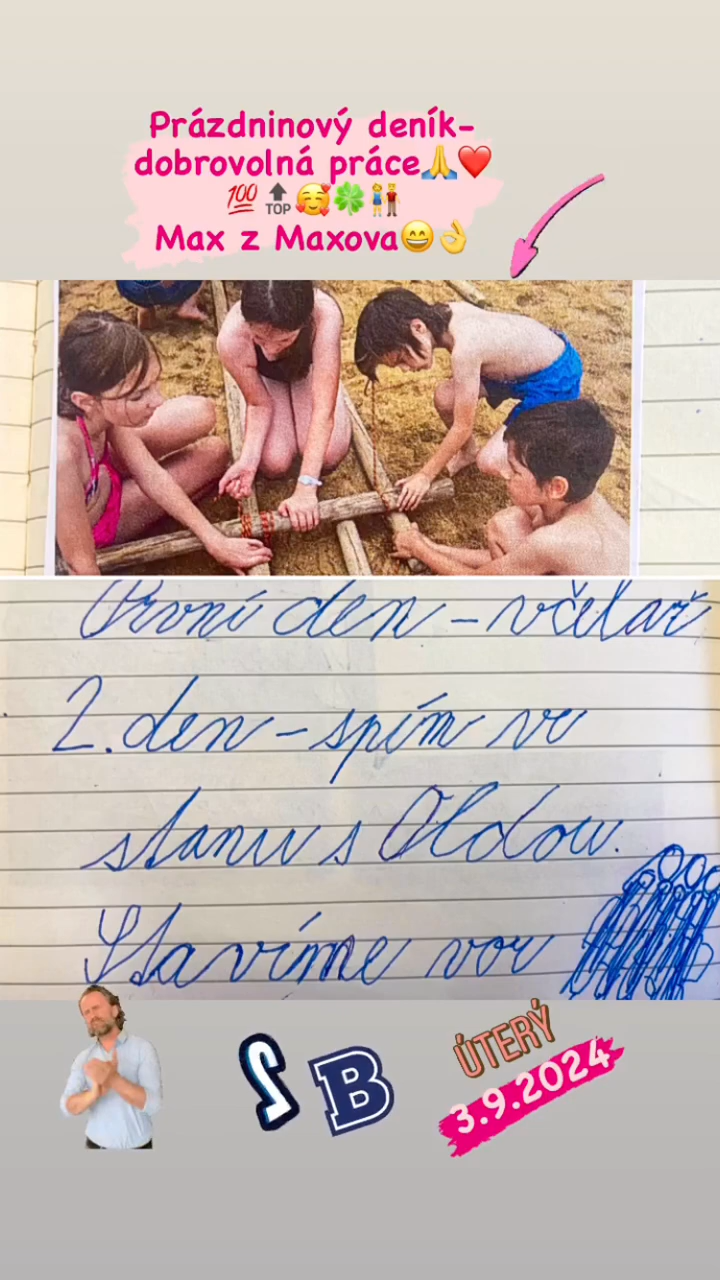 Prázdninový deník-
dobrovolná práce🙏❤️
💯🔝🥰🍀👫
Max z Maxova😄👌
První den – včelař
2. den – spím ve
stanu s Oldou.
Stavíme vor
2 B
ÚTERÝ
3.9.2024